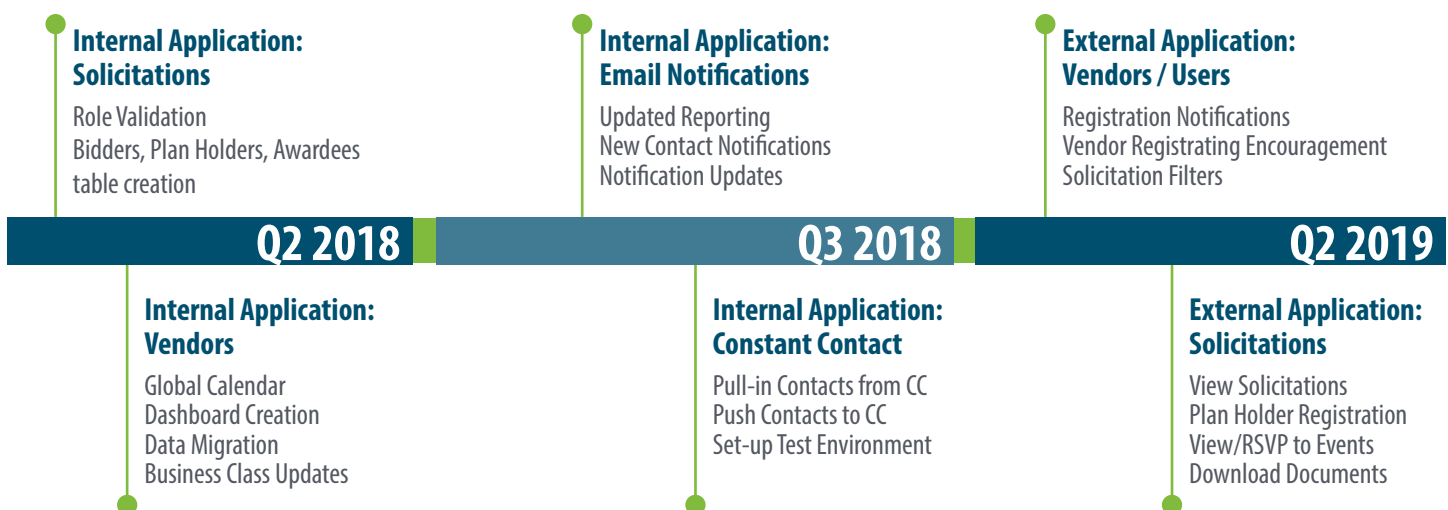 Internal Application:
Solicitations
Role Validation
Bidders, Plan Holders, Awardees
table creation
Internal Application:
Email Notifications
Updated Reporting
New Contact Notifications
Notification Updates
External Application:
Vendors / Users
Registration Notifications
Vendor Registrating Encouragement
Solicitation Filters
Q2 2018
Q3 2018
Q2 2019
Internal Application:
Vendors
Global Calendar
Dashboard Creation
Data Migration
Business Class Updates
Internal Application:
Constant Contact
Pull-in Contacts from CC
Push Contacts to CC
Set-up Test Environment
External Application:
Solicitations
View Solicitations
Plan Holder Registration
View/RSVP to Events
Download Documents